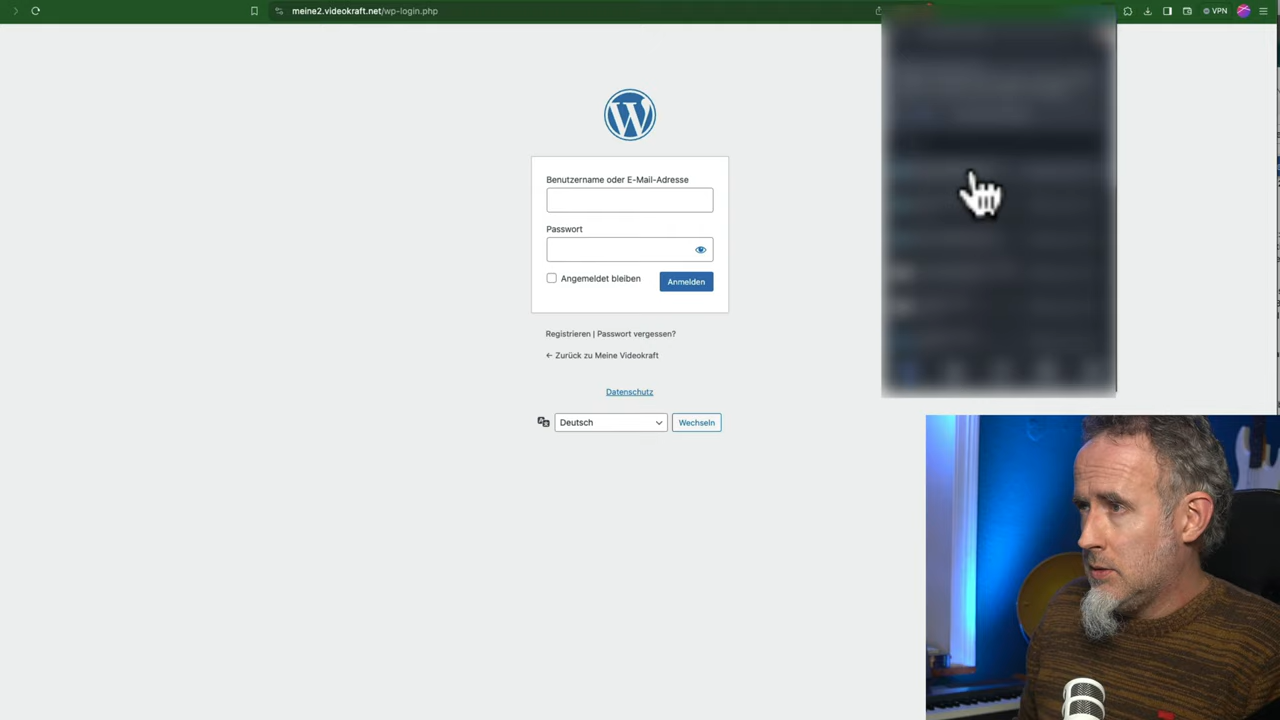 meine2.videokraft.net/wp-login.php
VPN
Benutzername oder E-Mail-Adresse
Passwort
Angemeldet bleiben
Anmelden
Registrieren | Passwort vergessen?
← Zurück zu Meine Videokraft
Datenschutz
Deutsch
Wechseln